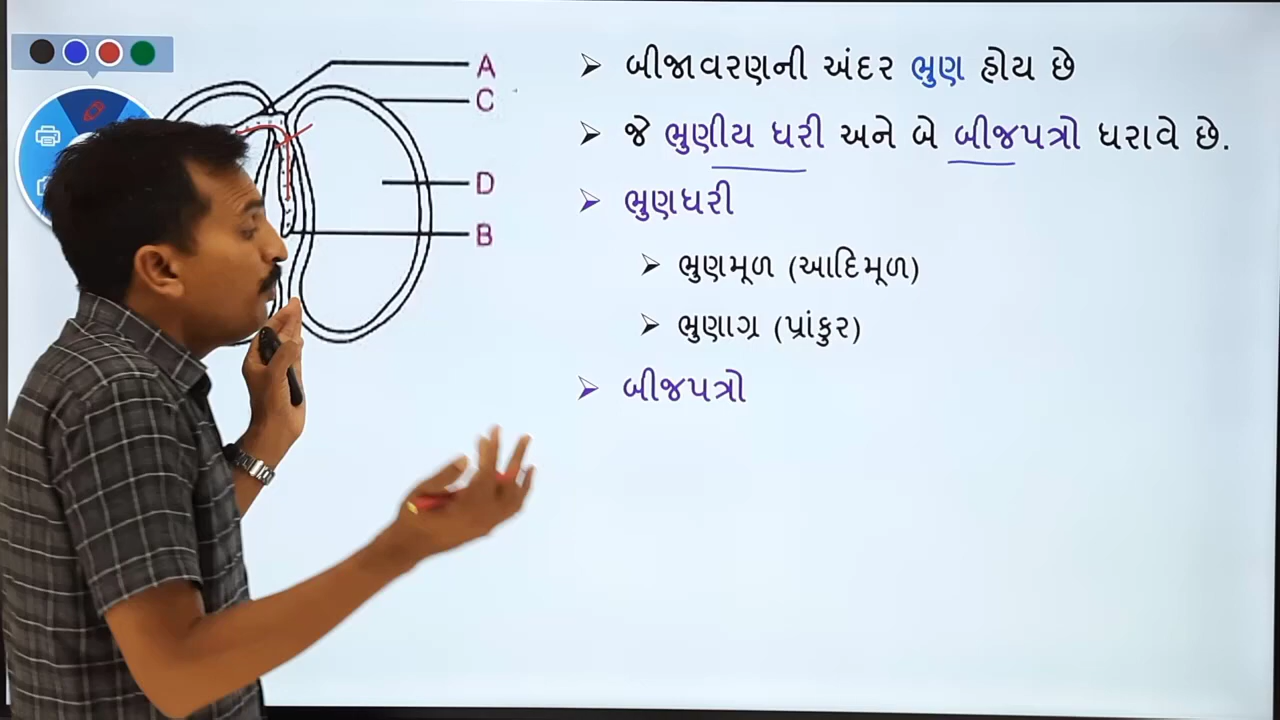 A
C
D
B
બીજાવરણની અંદર ભ્રુણ હોય છે
જે ભ્રુણીય ધરી અને બે બીજપત્રો ધરાવે છે.
ભ્રુણધરી
ભ્રુણમૂળ (આદિમૂળ)
ભ્રુણાગ્ર (પ્રાંકુર)
બીજપત્રો